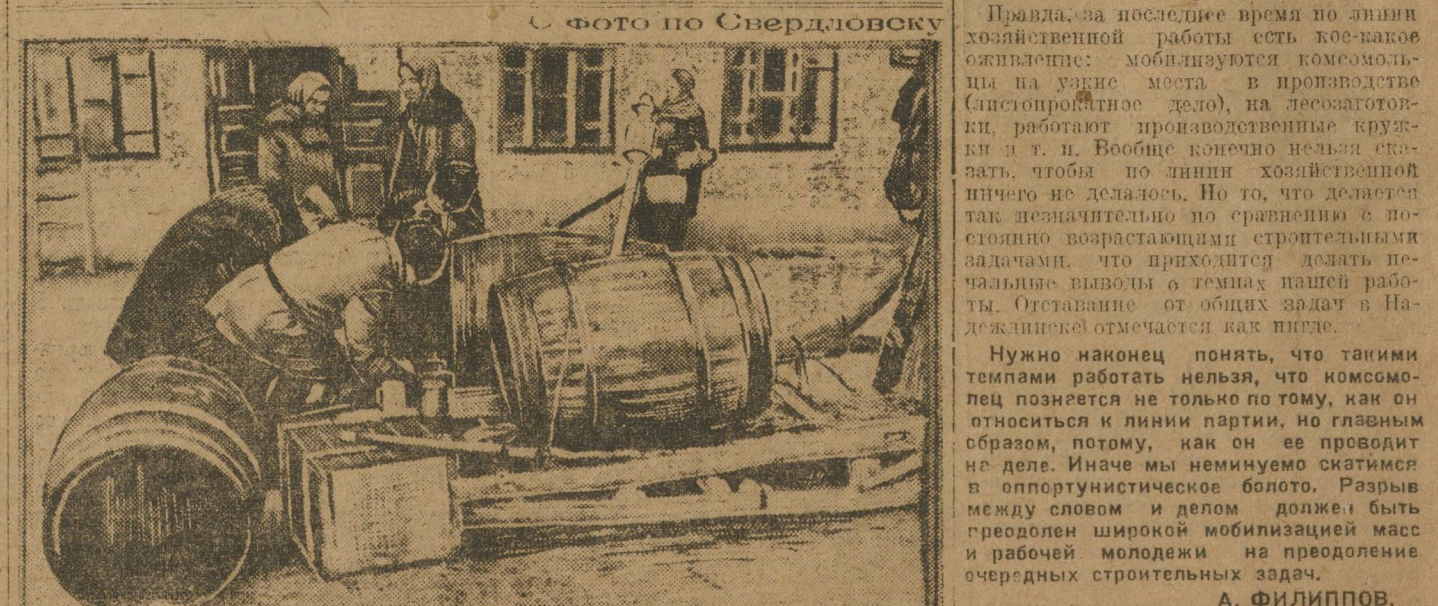 С фото по Свердловску
Правда, за последнее время по линии
хозяйственной работы есть кое-какое
оживление: мобилизуются комсомоль-
цы на узкие места в производстве
(листопрокатное дело), на лесозаготов-
ки, работают производственные круж-
ки и т. п. Вообще конечно нельзя ска-
зать, чтобы по линии хозяйственной
ничего не делалось. Но то, что делается
так незначительно по сравнению с по-
стоянно возрастающими строительными
задачами, что приходится делать пе-
чальные выводы о темпах нашей рабо-
ты. Отставание от общих задач в На-
деждинске отмечается как нигде.
Нужно наконец понять, что такими
темпами работать нельзя, что комсомо-
лец познается не только по тому, как он
относиться к линии партии, но главным
образом, потому, как он ее проводит
на деле. Иначе мы неминуемо скатимся
в оппортунистическое болото. Разрыв
между словом и делом должен быть
преодолен широкой мобилизацией масс
и рабочей молодежи на преодоление
очередных строительных задач.
А. ФИЛИППОВ.